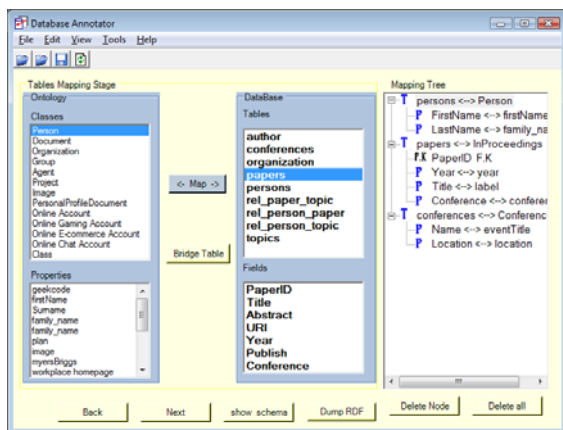 Database Annotator
File Edit View Tools Help
Tables Mapping Stage
Ontology
Classes
Person
Document
Organization
Group
Agent
Project
Image
PersonalProfileDocument
Online Account
Online Gaming Account
Online E-commerce Account
Online Chat Account
Class
Properties
geekcode
firstName
Surname
family_name
family_name
plan
image
myersBriggs
workplace homepage
<- Map ->
Bridge Table
DataBase
Tables
author
conferences
organization
papers
persons
rel_paper_topic
rel_person_paper
rel_person_topic
topics
Fields
PaperID
Title
Abstract
URI
Year
Publish
Conference
Mapping Tree
T persons <--> Person
P FirstName <--> firstName
P LastName <--> family_na
T papers <--> InProceedings
P.K PaperID F.K
P Year <--> year
P Title <--> label
P Conference <--> conferer
T conferences <--> Conferenc
P Name <--> eventTitle
P Location <--> location
Back Next show schema Dump RDF Delete Node Delete all